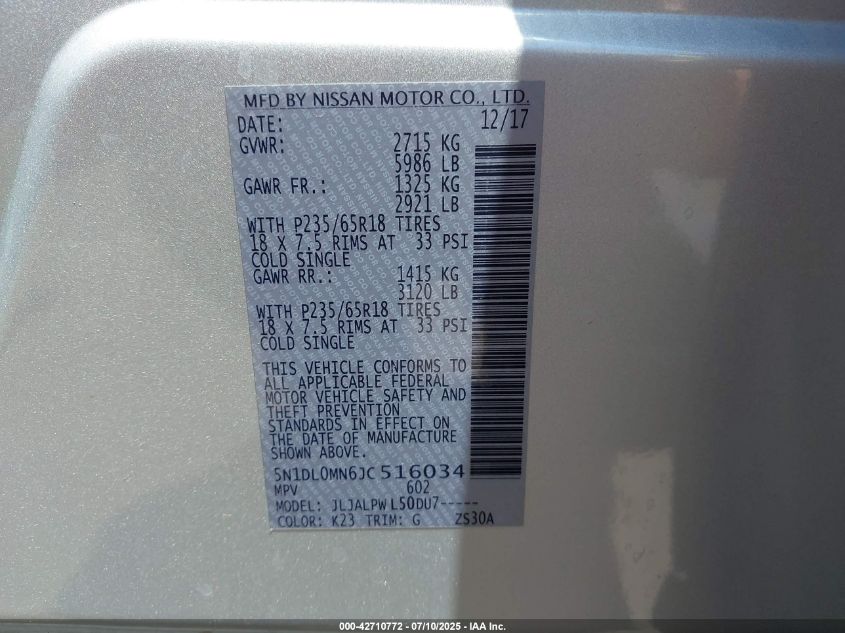 MFD BY NISSAN MOTOR CO., LTD.
DATE: 12/17
GVWR: 2715 KG
5986 LB
GAWR FR.: 1325 KG
2921 LB
WITH P235/65R18 TIRES
18 X 7.5 RIMS AT 33 PSI
COLD SINGLE
GAWR RR.: 1415 KG
3120 LB
WITH P235/65R18 TIRES
18 X 7.5 RIMS AT 33 PSI
COLD SINGLE
THIS VEHICLE CONFORMS TO
ALL APPLICABLE FEDERAL
MOTOR VEHICLE SAFETY AND
THEFT PREVENTION
STANDARDS IN EFFECT ON
THE DATE OF MANUFACTURE
SHOWN ABOVE.
5N1DL0MN6JC516034
MPV 602
MODEL: JLJALPWL50DU7-----
COLOR: K23 TRIM: G ZS30A
000-42710772 - 07/10/2025 - IAA Inc.